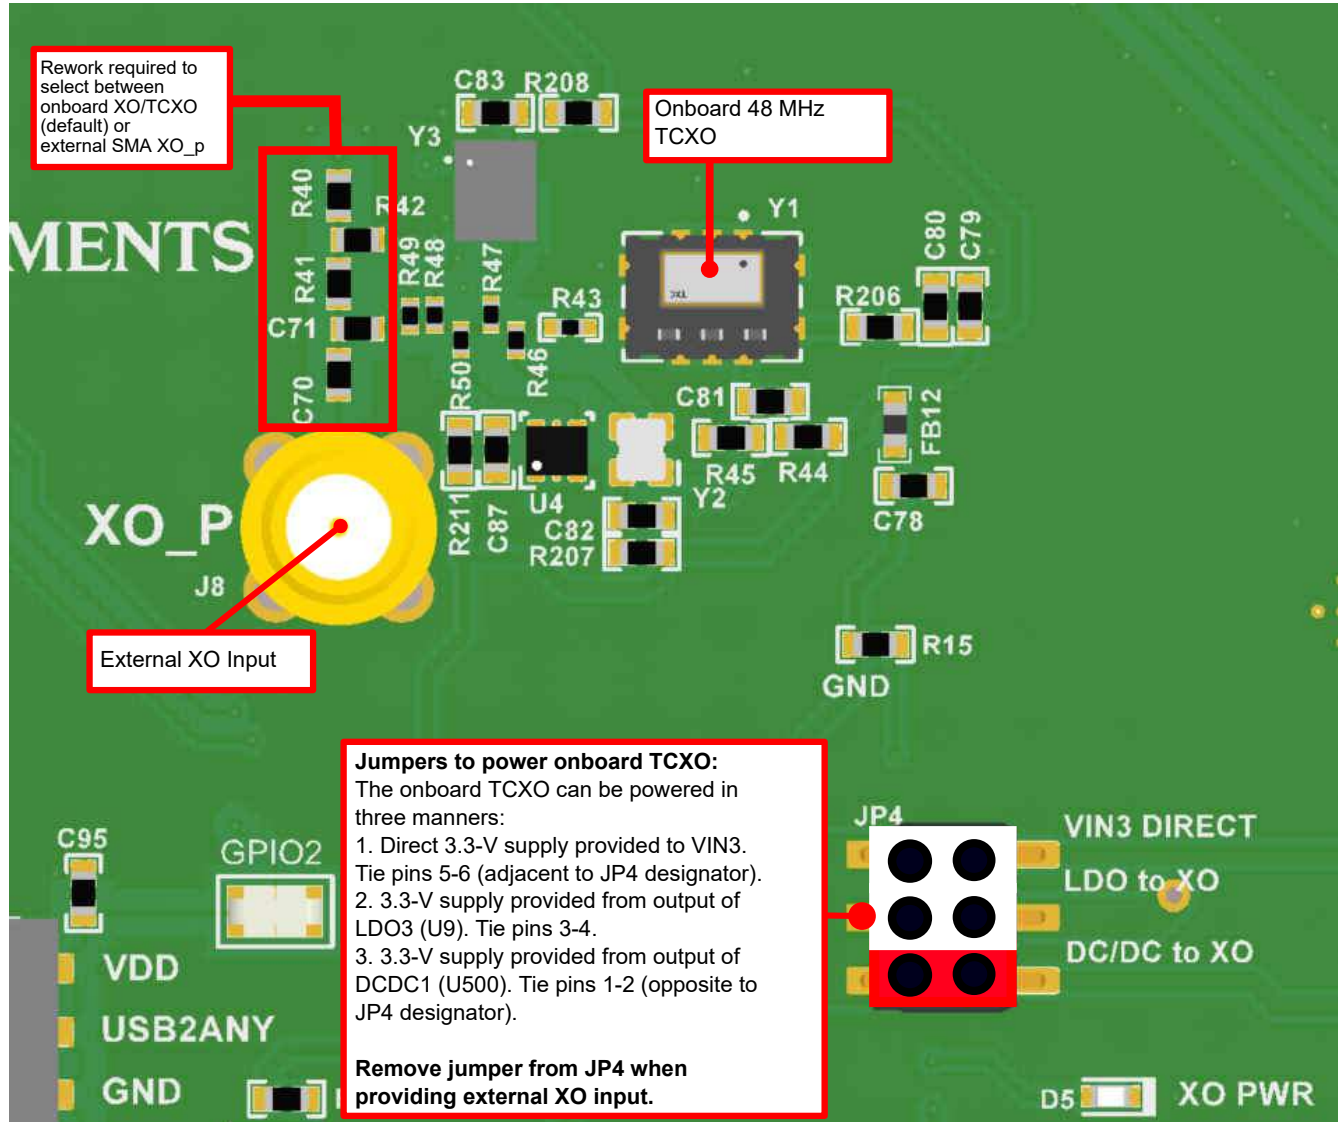 Rework required to
select between
onboard XO/TCXO
(default) or
external SMA XO_p
C83
R208
Onboard 48 MHz
TCXO
Y3
R40
R42
Y1
MENTS
R49
R48
R47
C80
C79
R41
R43
R206
C71
R50
R46
C70
C81
FB12
R45
R44
XO_P
R211
C87
U4
Y2
C82
R207
C78
J8
External XO Input
R15
GND
Jumpers to power onboard TCXO:
The onboard TCXO can be powered in
three manners:
1. Direct 3.3-V supply provided to VIN3.
Tie pins 5-6 (adjacent to JP4 designator).
2. 3.3-V supply provided from output of
LDO3 (U9). Tie pins 3-4.
3. 3.3-V supply provided from output of
DCDC1 (U500). Tie pins 1-2 (opposite to
JP4 designator).
Remove jumper from JP4 when
providing external XO input.
JP4
VIN3 DIRECT
LDO to XO
DC/DC to XO
C95
GPIO2
VDD
USB2ANY
GND
D5
XO PWR